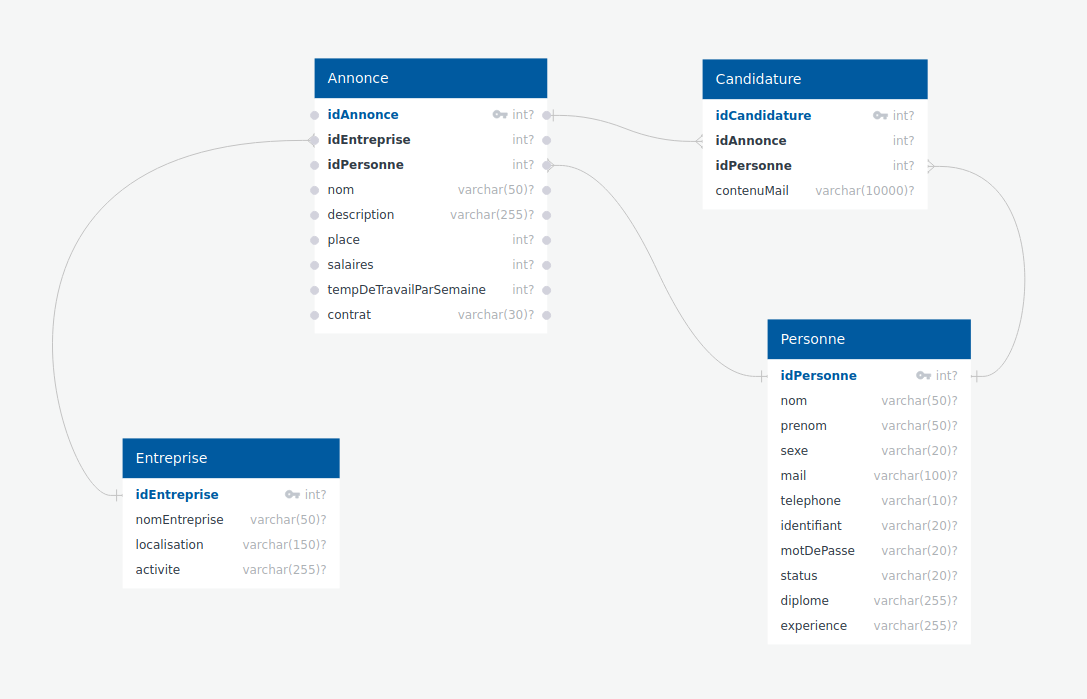 Annonce
idAnnonce int?
idEntreprise int?
idPersonne int?
nom varchar(50)?
description varchar(255)?
place int?
salaires int?
tempDeTravailParSemaine int?
contrat varchar(30)?
Candidature
idCandidature int?
idAnnonce int?
idPersonne int?
contenuMail varchar(10000)?
Entreprise
idEntreprise int?
nomEntreprise varchar(50)?
localisation varchar(150)?
activite varchar(255)?
Personne
idPersonne int?
nom varchar(50)?
prenom varchar(50)?
sexe varchar(20)?
mail varchar(100)?
telephone varchar(10)?
identifiant varchar(20)?
motDePasse varchar(20)?
status varchar(20)?
diplome varchar(255)?
experience varchar(255)?